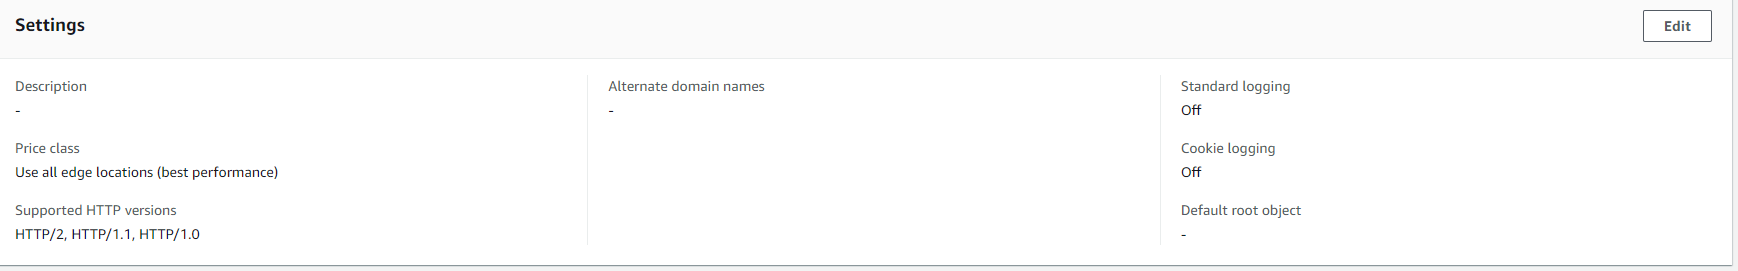 Settings
Edit
Description
-
Price class
Use all edge locations (best performance)
Supported HTTP versions
HTTP/2, HTTP/1.1, HTTP/1.0
Alternate domain names
-
Standard logging
Off
Cookie logging
Off
Default root object
-